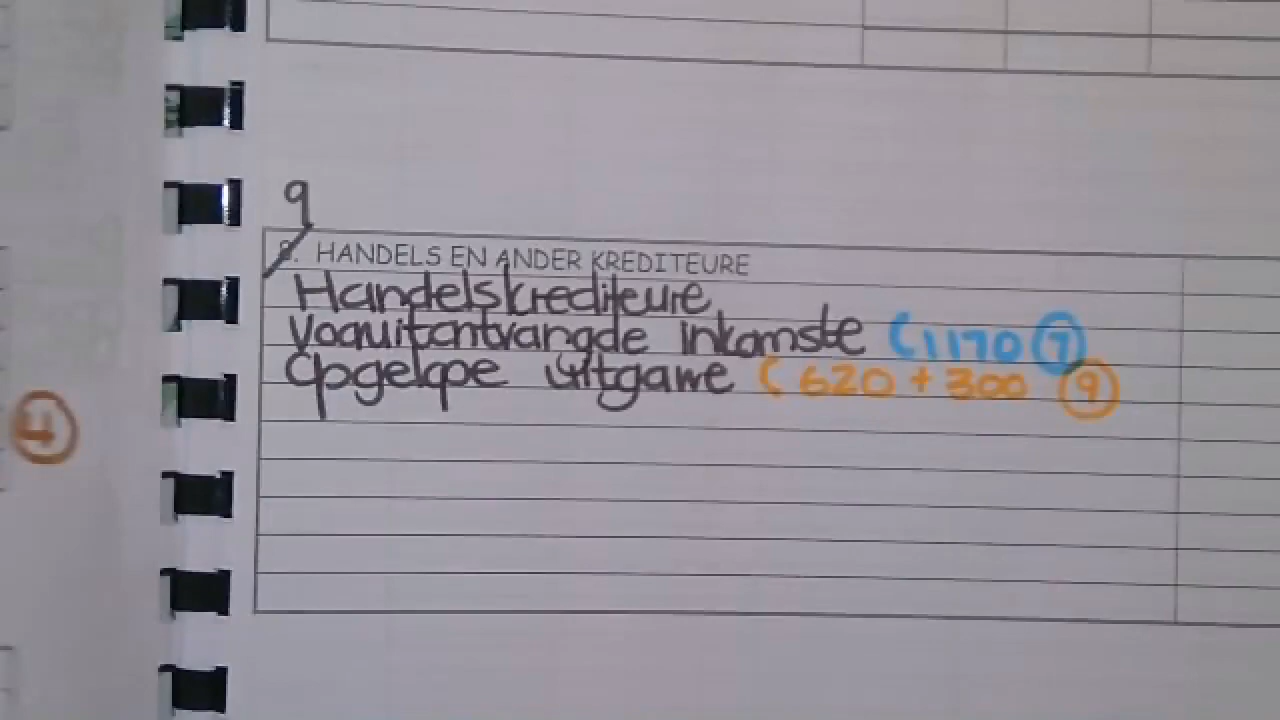 9
8. HANDELS EN ANDER KREDITEURE
Handelskrediteure
Vooruitontvangde inkomste (1170 7
Opgelope uitgawe (620 + 300 9
4